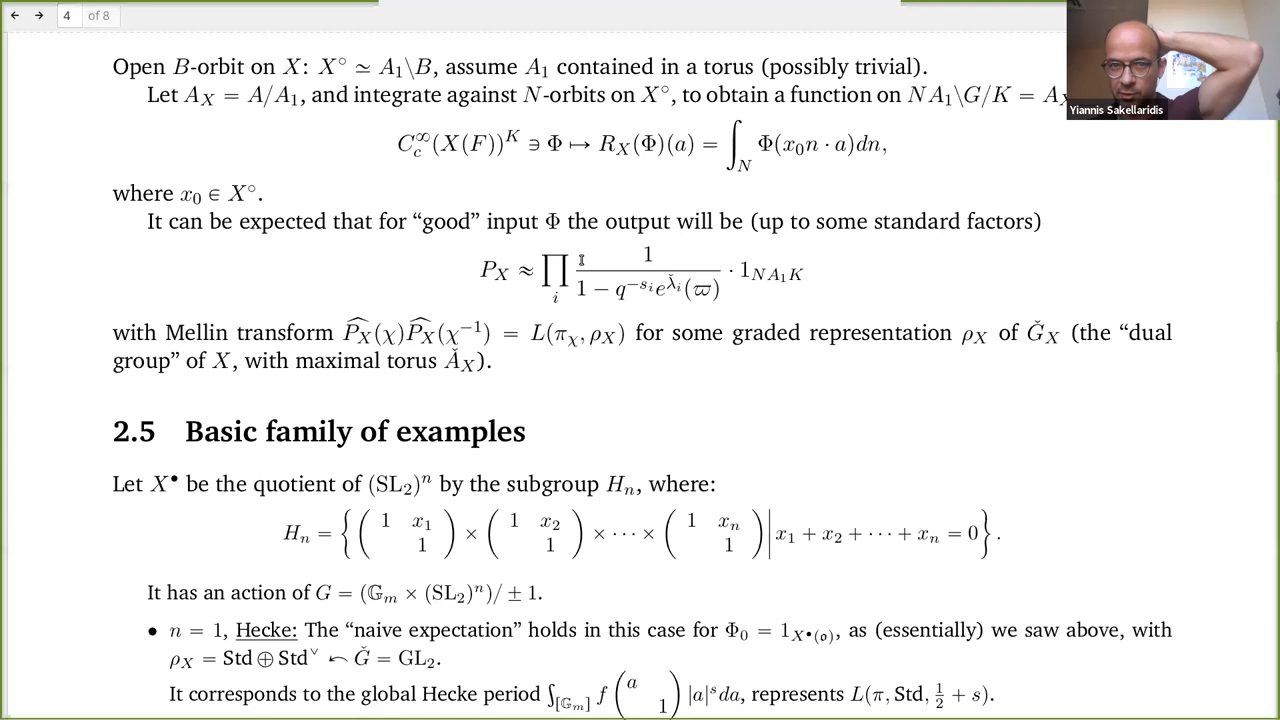 4 of 8
Open B-orbit on X: X° ≃ A₁\B, assume A₁ contained in a torus (possibly trivial).
Let A_X = A/A₁, and integrate against N-orbits on X°, to obtain a function on NA₁\G/K = A_X
Yiannis Sakellaridis
C_c^∞(X(F))^K ∋ Φ ↦ R_X(Φ)(a) = ∫_N Φ(x₀n · a)dn,
where x₀ ∈ X°.
It can be expected that for “good” input Φ the output will be (up to some standard factors)
P_X ≈ ∏_i 1 / (1 − q^{−s_i} e^{λ̌_i}(ϖ)) · 1_{NA₁K}
with Mellin transform \widehat{P_X}(χ)\widehat{P_X}(χ^{−1}) = L(π_χ, ρ_X) for some graded representation ρ_X of Ǧ_X (the “dual
group” of X, with maximal torus Ǎ_X).
2.5 Basic family of examples
Let X^• be the quotient of (SL₂)^n by the subgroup H_n, where:
H_n = { ( 1 x₁ 1 ) × ( 1 x₂ 1 ) × ··· × ( 1 x_n 1 ) | x₁ + x₂ + ··· + x_n = 0 } .
It has an action of G = (𝔾_m × (SL₂)^n)/ ± 1.
• n = 1, Hecke: The “naive expectation” holds in this case for Φ₀ = 1_{X^•(𝔬)}, as (essentially) we saw above, with
ρ_X = Std ⊕ Std^∨ ↜ Ǧ = GL₂.
It corresponds to the global Hecke period ∫_{[𝔾_m]} f ( a 1 ) |a|^s da, represents L(π, Std, 1/2 + s).